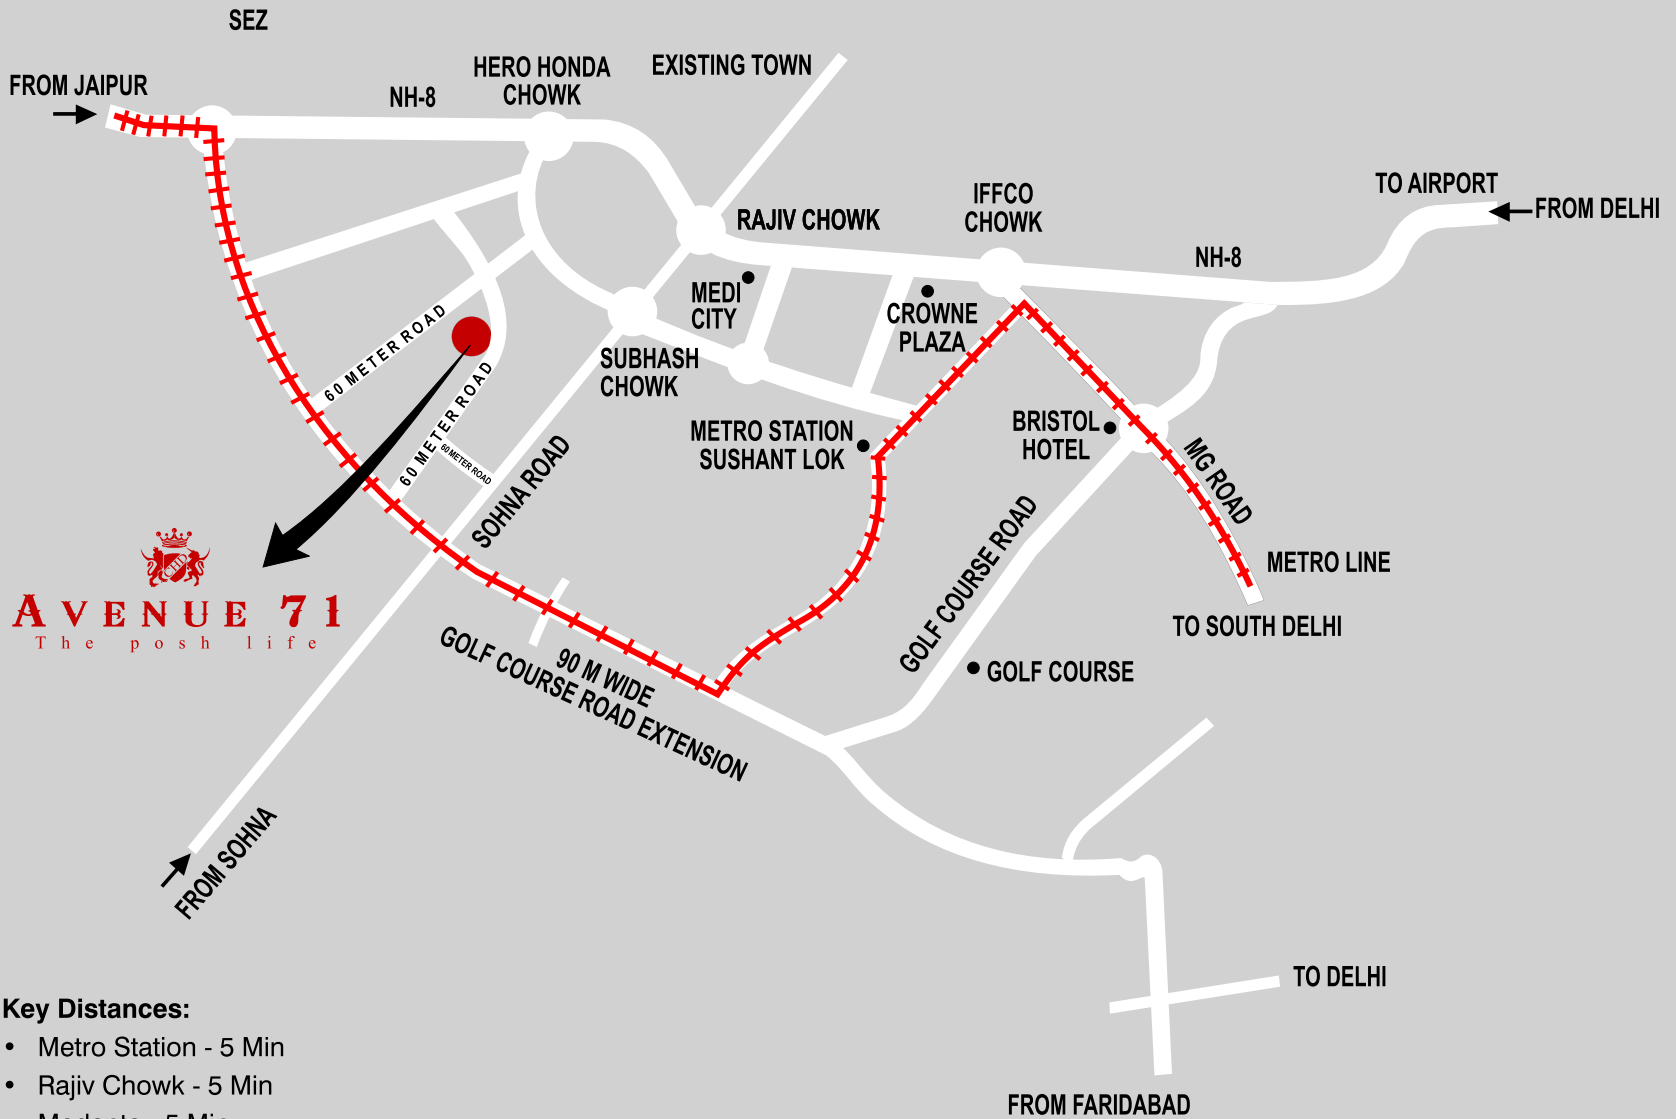 SEZ
FROM JAIPUR
NH-8
HERO HONDA
CHOWK
EXISTING TOWN
RAJIV CHOWK
IFFCO
CHOWK
TO AIRPORT
FROM DELHI
NH-8
MEDI
CITY
CROWNE
PLAZA
60 METER ROAD
SUBHASH
CHOWK
60 METER ROAD
60 METER ROAD
METRO STATION
SUSHANT LOK
BRISTOL
HOTEL
MG ROAD
SOHNA ROAD
GOLF COURSE ROAD
METRO LINE
CHD
AVENUE 71
The posh life
TO SOUTH DELHI
90 M WIDE
GOLF COURSE ROAD EXTENSION
GOLF COURSE
FROM SOHNA
TO DELHI
Key Distances:
• Metro Station - 5 Min
• Rajiv Chowk - 5 Min
Medanta - 5 Min
FROM FARIDABAD